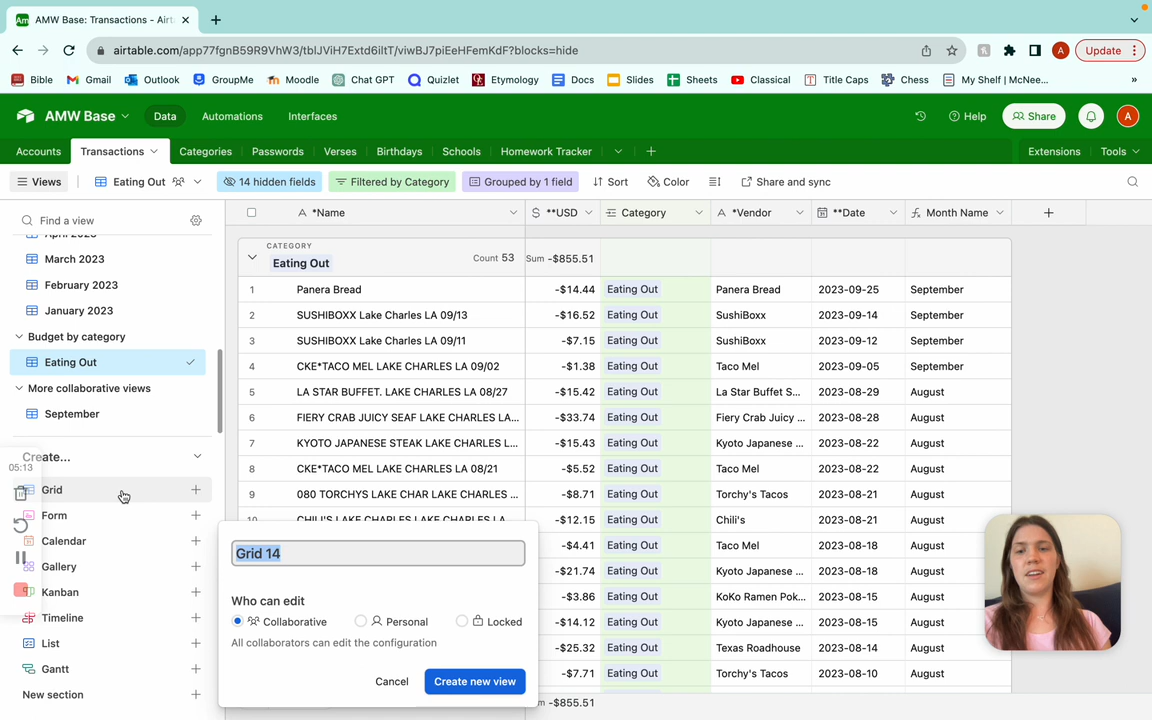 AMW Base: Transactions - Airt
airtable.com/app77fgnB59R9VhW3/tblJViH7Extd6iltT/viwBJ7piEeHFemKdF?blocks=hide
A
Update
Bible
Gmail
Outlook
GroupMe
Moodle
Chat GPT
Quizlet
Etymology
Docs
Slides
Sheets
Classical
Title Caps
Chess
My Shelf (McNee...
»
AMW Base
Data
Automations
Interfaces
Help
Share
A
Accounts
Transactions
Categories
Passwords
Verses
Birthdays
Schools
Homework Tracker
Extensions
Tools
Views
Eating Out
14 hidden fields
Filtered by Category
Grouped by 1 field
Sort
Color
Share and sync
Find a view
*Name
**USD
Category
*Vendor
**Date
Month Name
March 2023
February 2023
January 2023
Budget by category
Eating Out
More collaborative views
September
Create...
05:13
Grid
Form
Calendar
Gallery
Kanban
Timeline
List
Gantt
New section
CATEGORY
Eating Out
Count 53
Sum -$855.51
1 Panera Bread -$14.44 Eating Out Panera Bread 2023-09-25 September
2 SUSHIBOXX Lake Charles LA 09/13 -$16.52 Eating Out SushiBoxx 2023-09-14 September
3 SUSHIBOXX Lake Charles LA 09/11 -$7.15 Eating Out SushiBoxx 2023-09-12 September
4 CKE*TACO MEL LAKE CHARLES LA 09/02 -$1.38 Eating Out Taco Mel 2023-09-05 September
5 LA STAR BUFFET. LAKE CHARLES LA 08/27 -$15.42 Eating Out La Star Buffet S... 2023-08-29 August
6 FIERY CRAB JUICY SEAF LAKE CHARLES LA... -$33.74 Eating Out Fiery Crab Juicy ... 2023-08-28 August
7 KYOTO JAPANESE STEAK LAKE CHARLES L... -$15.43 Eating Out Kyoto Japanese ... 2023-08-22 August
8 CKE*TACO MEL LAKE CHARLES LA 08/21 -$5.52 Eating Out Taco Mel 2023-08-22 August
9 080 TORCHYS LAKE CHAR LAKE CHARLES ... -$8.71 Eating Out Torchy's Tacos 2023-08-21 August
-$12.15 Eating Out Chili's 2023-08-21 August
-$4.41 Eating Out Taco Mel 2023-08-18 August
-$21.74 Eating Out Texas Roadhouse 2023-08-18 August
-$3.86 Eating Out KoKo Ramen Pok... 2023-08-15 August
-$14.12 Eating Out Kyoto Japanese ... 2023-08-15 August
-$25.32 Eating Out Texas Roadhouse 2023-08-14 August
-$7.71 Eating Out Torchy's Tacos 2023-08-14 August
-$855.51
Grid 14
Who can edit
Collaborative
Personal
Locked
All collaborators can edit the configuration
Cancel
Create new view